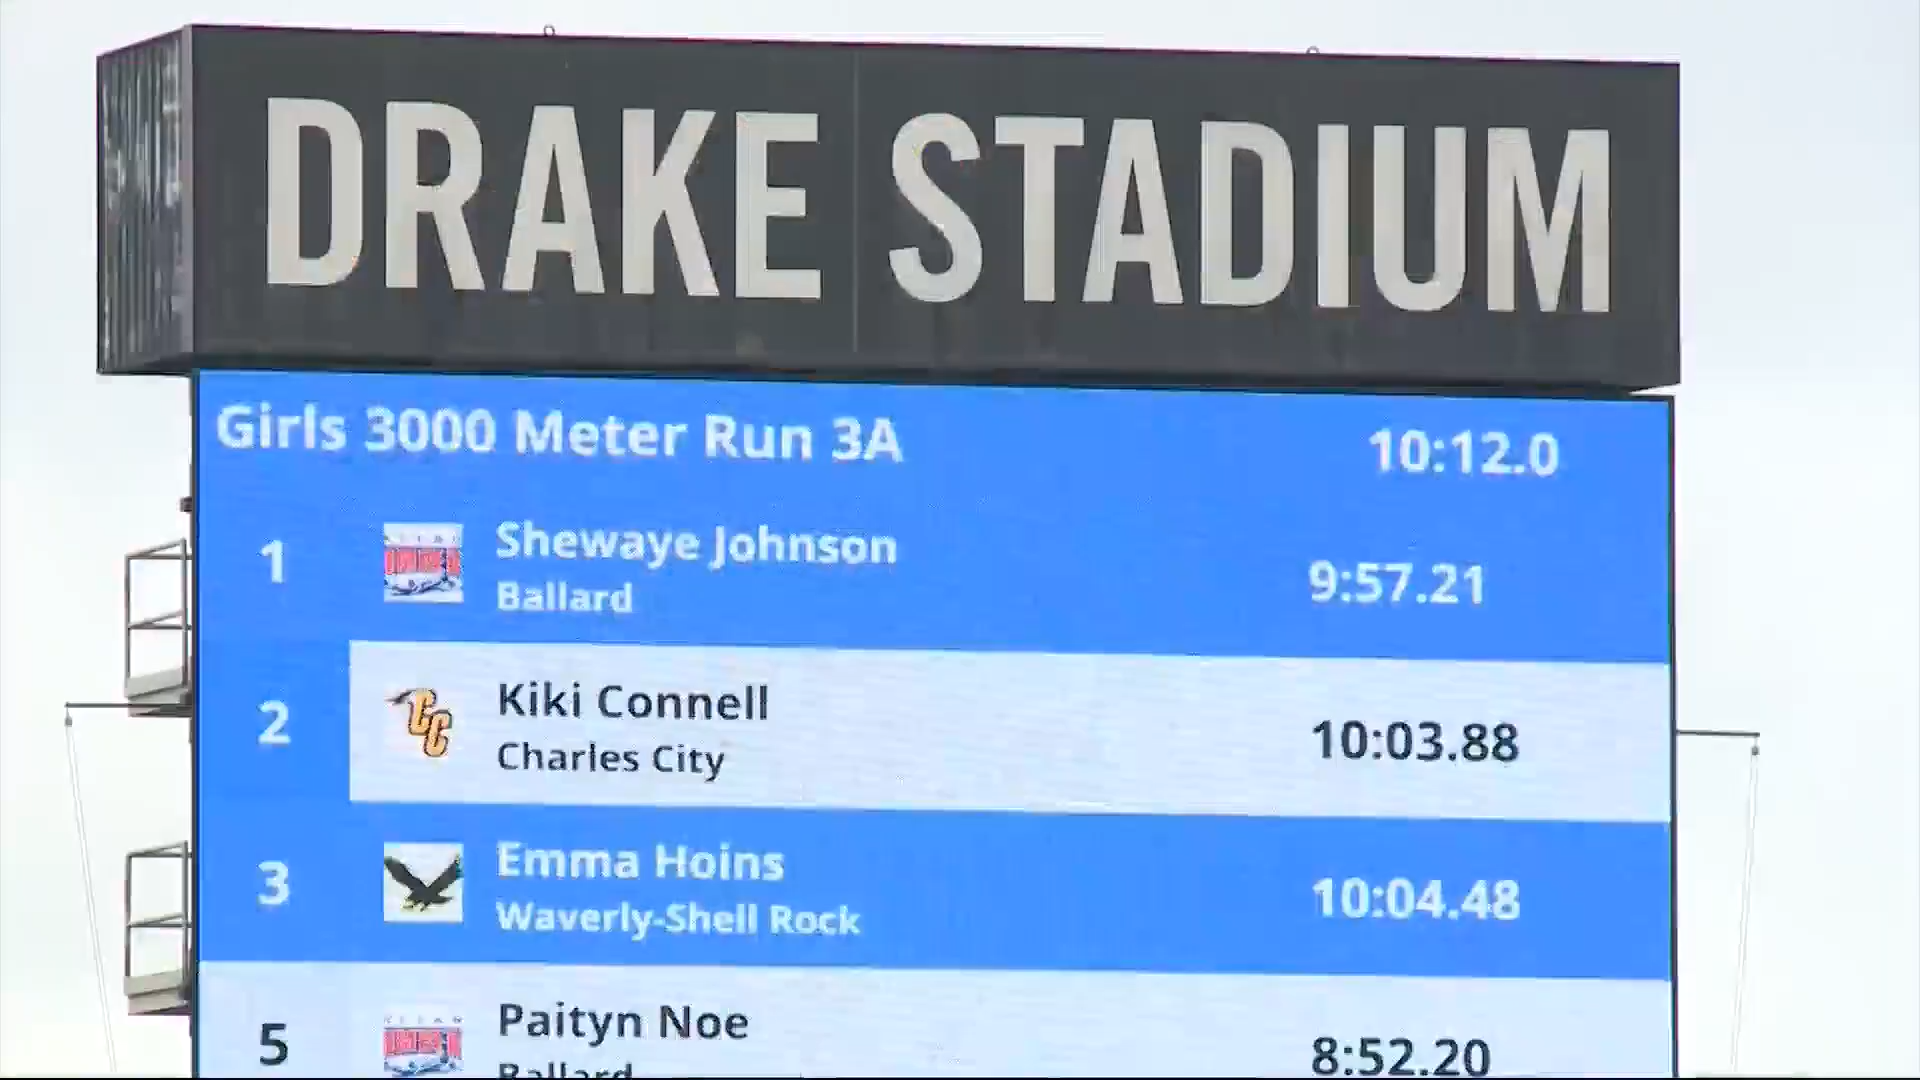 DRAKE STADIUM
Girls 3000 Meter Run 3A 10:12.0
1 Shewaye Johnson 9:57.21
Ballard
2 Kiki Connell 10:03.88
Charles City
3 Emma Hoins 10:04.48
Waverly-Shell Rock
5 Paityn Noe 8:52.20
Ballard